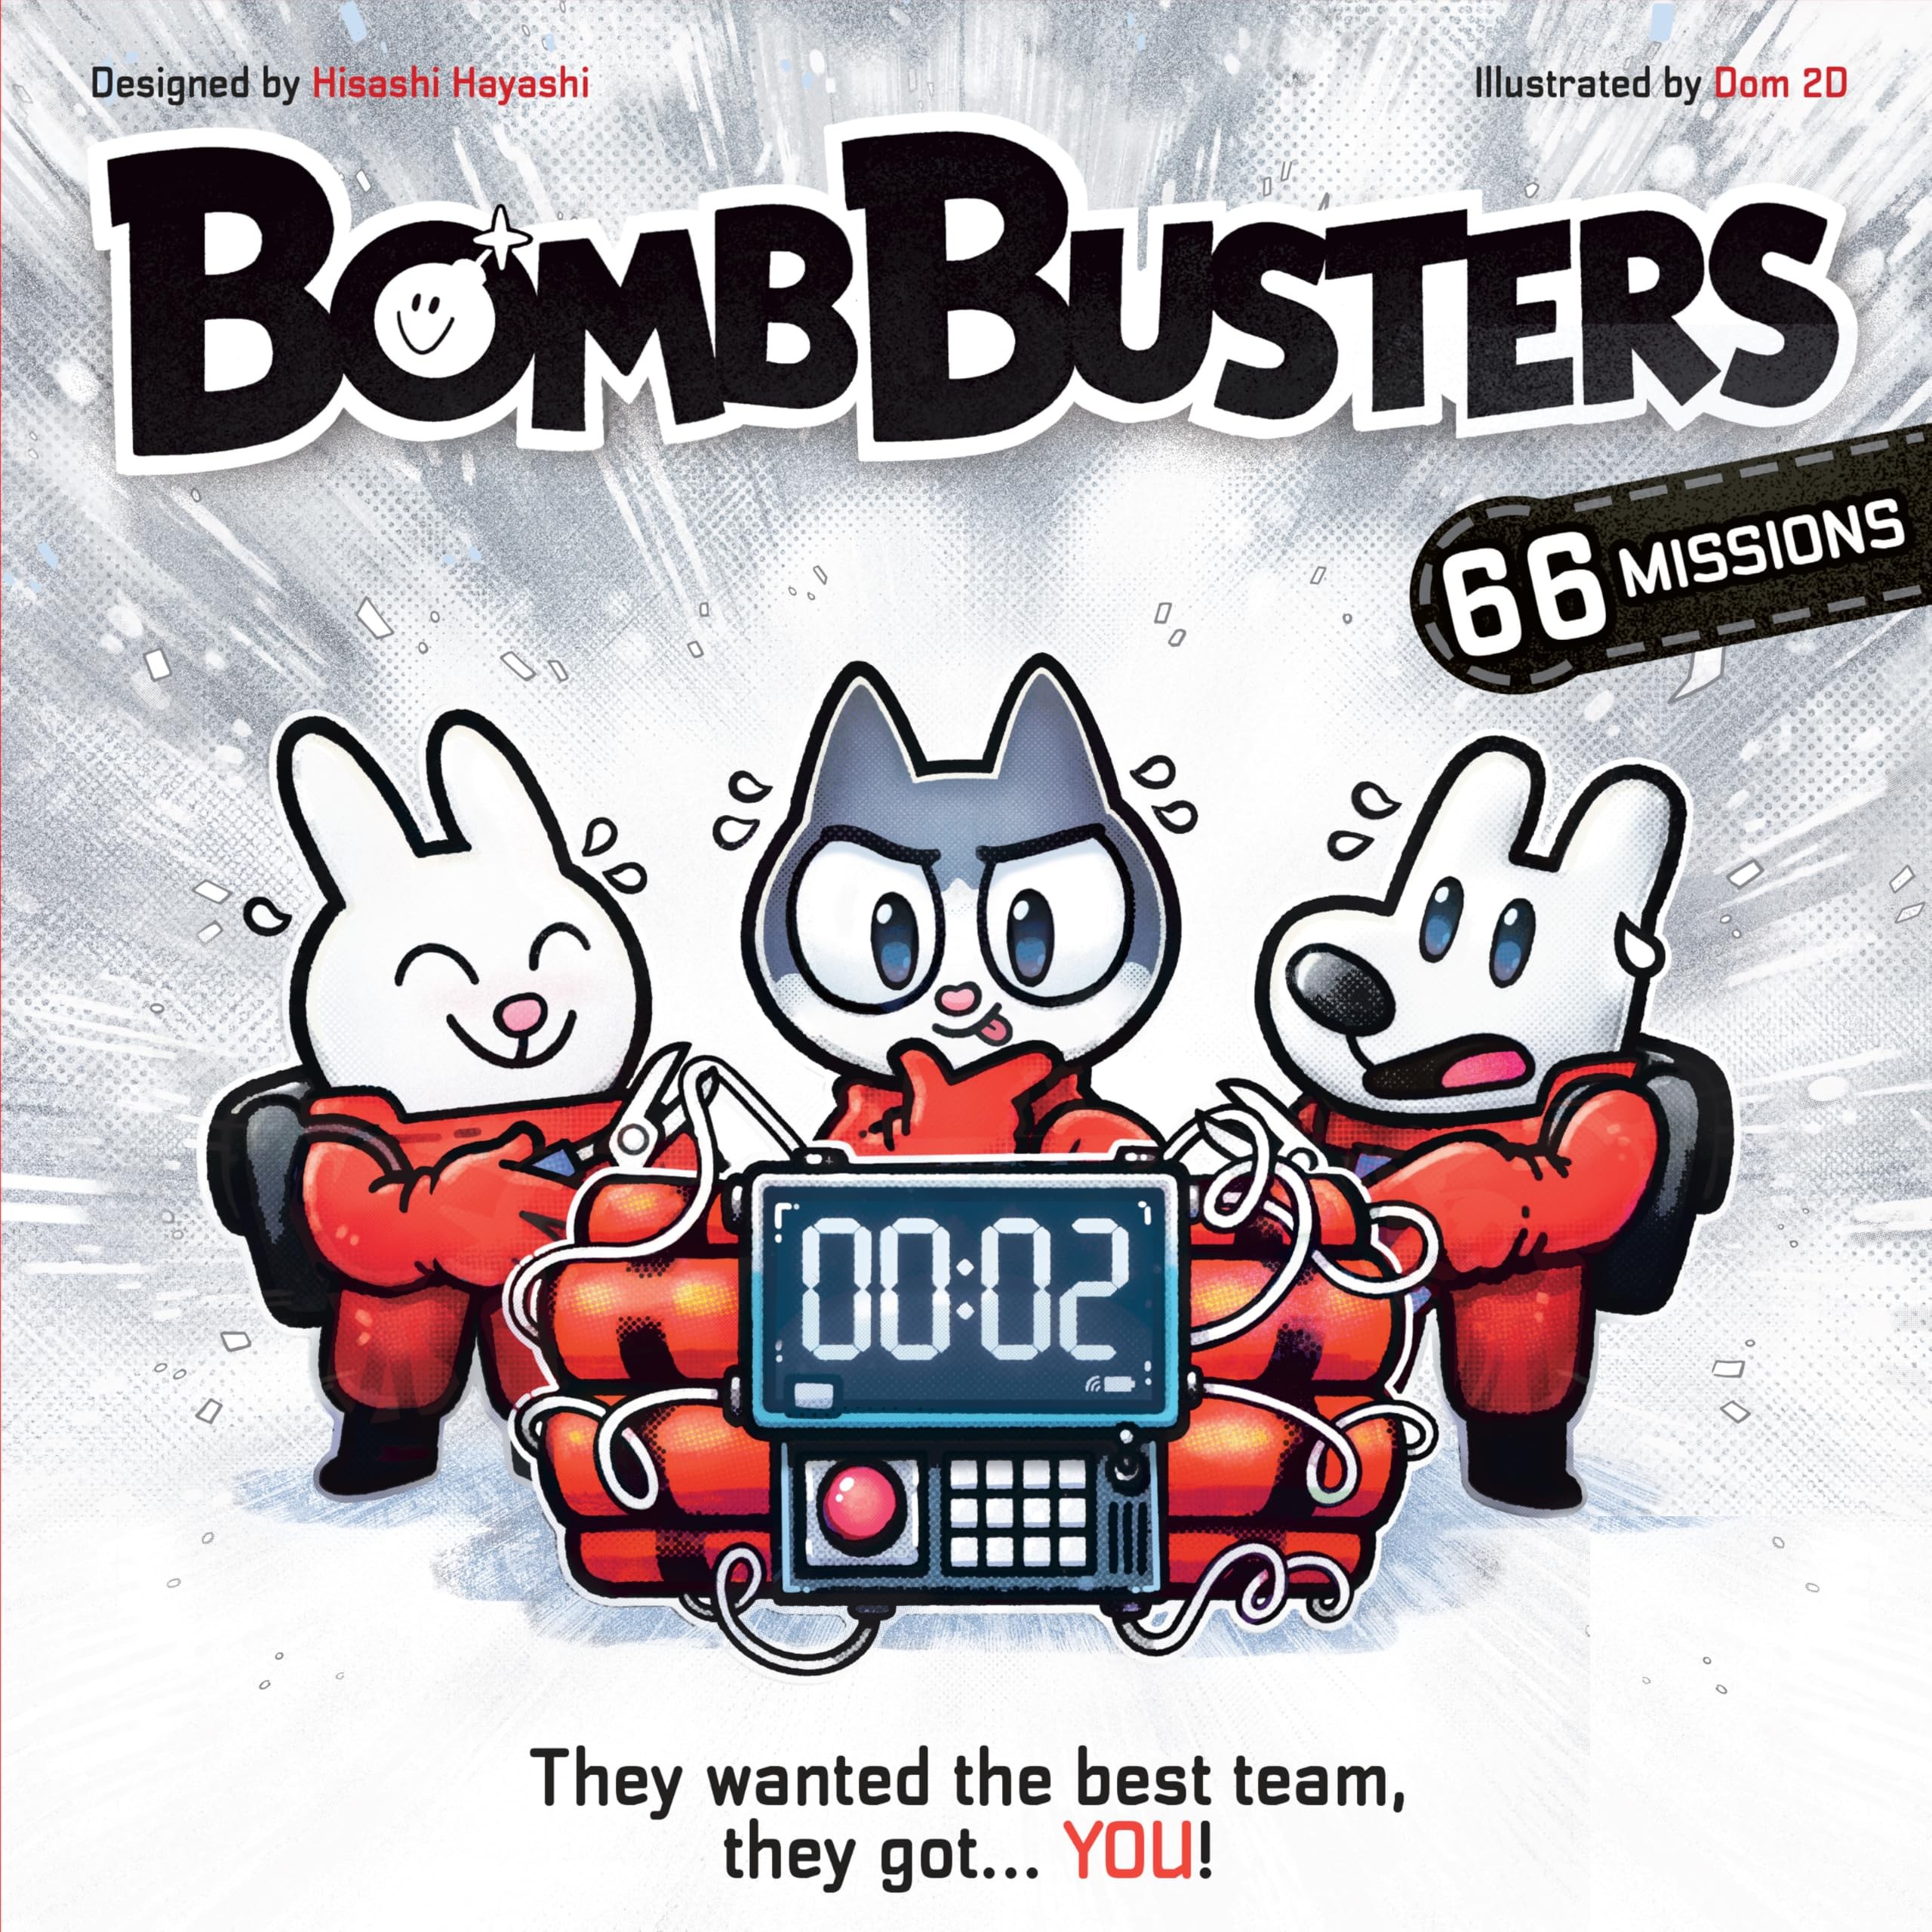 Designed by Hisashi Hayashi
Illustrated by Dom 2D
BOMBBUSTERS
66 MISSIONS
00:02
They wanted the best team,
they got... YOU!